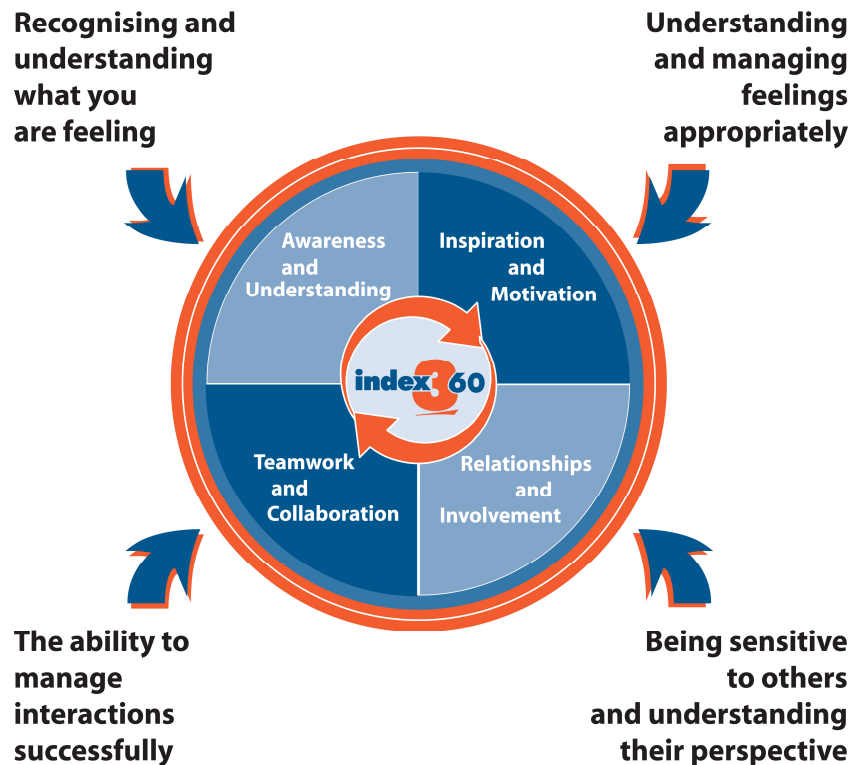 Recognising and
understanding
what you
are feeling
Understanding
and managing
feelings
appropriately
Awareness
and
Understanding
Inspiration
and
Motivation
index360
Teamwork
and
Collaboration
Relationships
and
Involvement
The ability to
manage
interactions
successfully
Being sensitive
to others
and understanding
their perspective